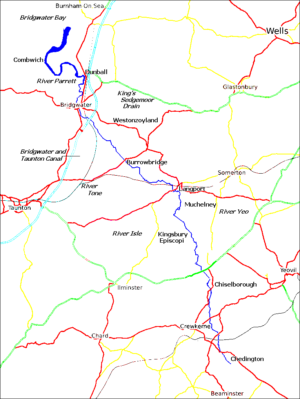 Burnham On Sea
Bridgwater Bay
Wells
Combwich
Dunball
River Parrett
Glastonbury
King's
Sedgemoor
Drain
Bridgwater
Westonzoyland
Bridgwater and
Taunton Canal
Burrowbridge
Somerton
River
Tone
Langport
Taunton
Muchelney
River Yeo
River Isle
Kingsbury
Episcopi
Yeovil
Ilminster
Chiselborough
Crewkerne
Chard
Chedington
Beaminster